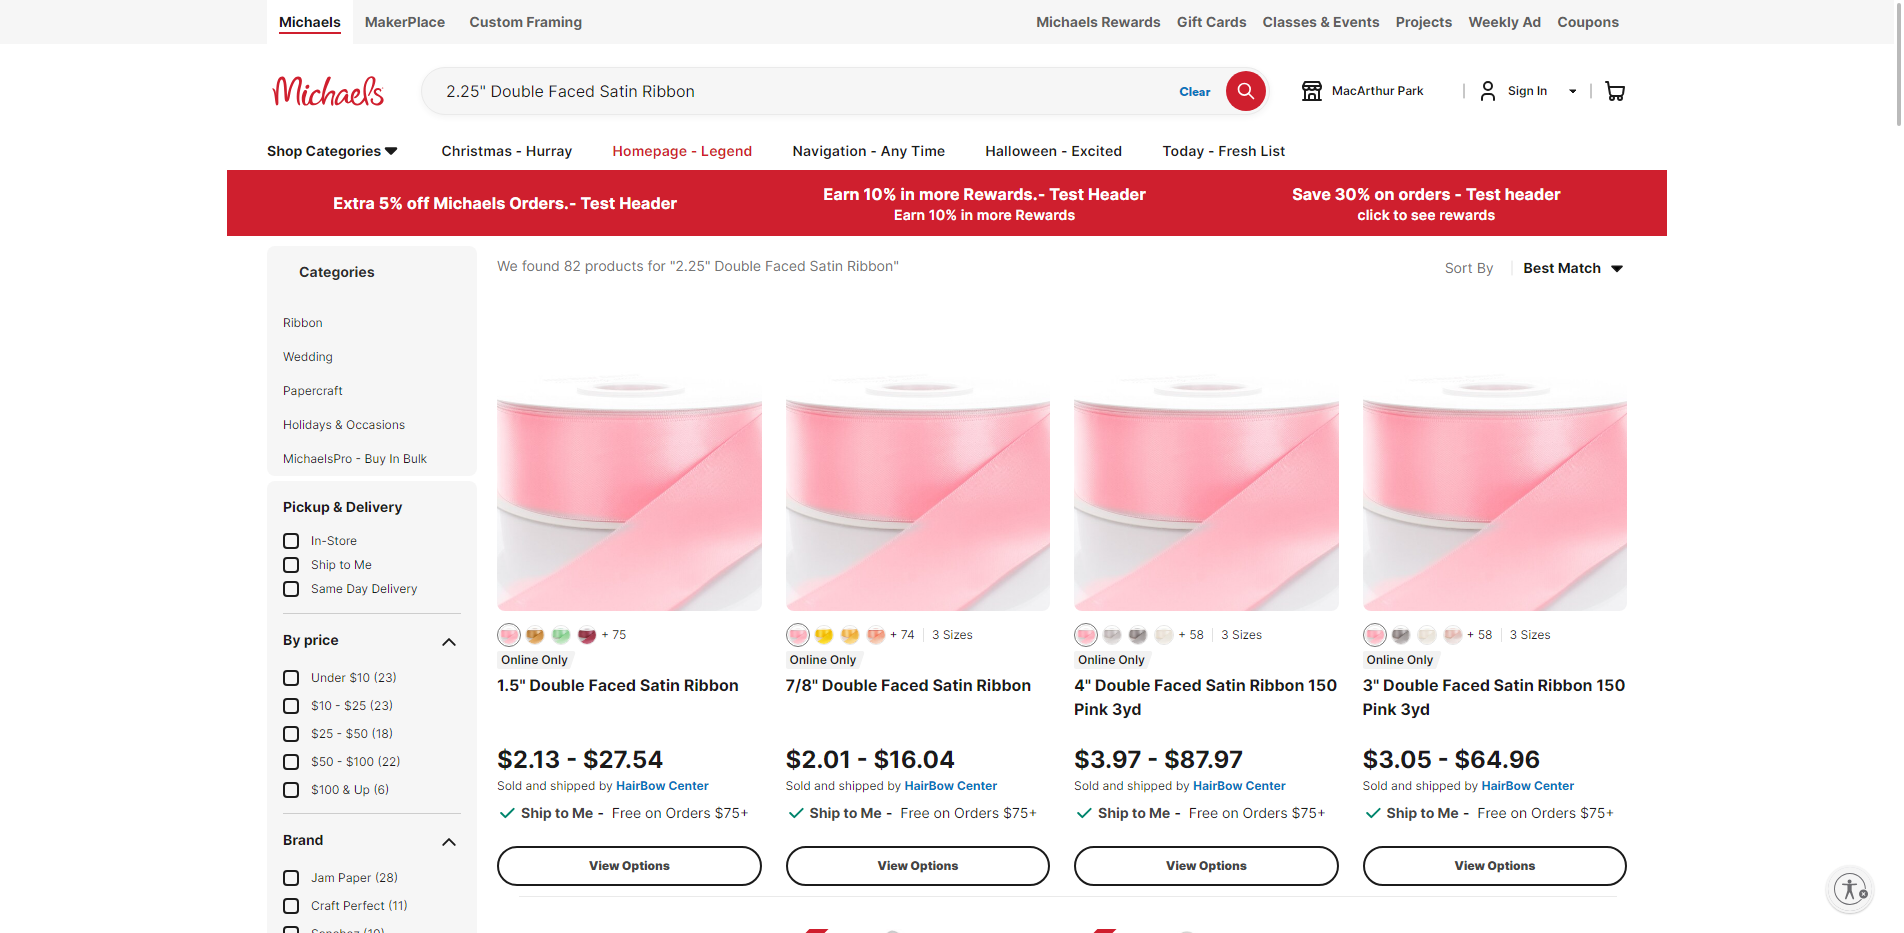 Michaels
MakerPlace
Custom Framing
Michaels Rewards
Gift Cards
Classes & Events
Projects
Weekly Ad
Coupons
Michaels
2.25" Double Faced Satin Ribbon
Clear
MacArthur Park
Sign In
Shop Categories
Christmas - Hurray
Homepage - Legend
Navigation - Any Time
Halloween - Excited
Today - Fresh List
Extra 5% off Michaels Orders.- Test Header
Earn 10% in more Rewards.- Test Header
Earn 10% in more Rewards
Save 30% on orders - Test header
click to see rewards
Categories
Ribbon
Wedding
Papercraft
Holidays & Occasions
MichaelsPro - Buy In Bulk
Pickup & Delivery
In-Store
Ship to Me
Same Day Delivery
By price
Under $10 (23)
$10 - $25 (23)
$25 - $50 (18)
$50 - $100 (22)
$100 & Up (6)
Brand
Jam Paper (28)
Craft Perfect (11)
We found 82 products for "2.25" Double Faced Satin Ribbon"
Sort By
Best Match
+ 75
Online Only
1.5" Double Faced Satin Ribbon
$2.13 - $27.54
Sold and shipped by HairBow Center
Ship to Me - Free on Orders $75+
View Options
+ 74
3 Sizes
Online Only
7/8" Double Faced Satin Ribbon
$2.01 - $16.04
Sold and shipped by HairBow Center
Ship to Me - Free on Orders $75+
View Options
+ 58
3 Sizes
Online Only
4" Double Faced Satin Ribbon 150
Pink 3yd
$3.97 - $87.97
Sold and shipped by HairBow Center
Ship to Me - Free on Orders $75+
View Options
+ 58
3 Sizes
Online Only
3" Double Faced Satin Ribbon 150
Pink 3yd
$3.05 - $64.96
Sold and shipped by HairBow Center
Ship to Me - Free on Orders $75+
View Options